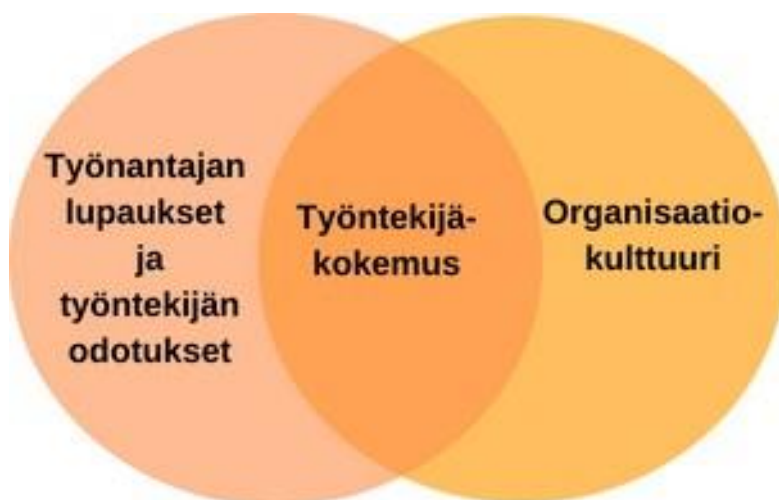 Työnantajan
lupaukset
ja
työntekijän
odotukset
Työntekijä-
kokemus
Organisaatio-
kulttuuri